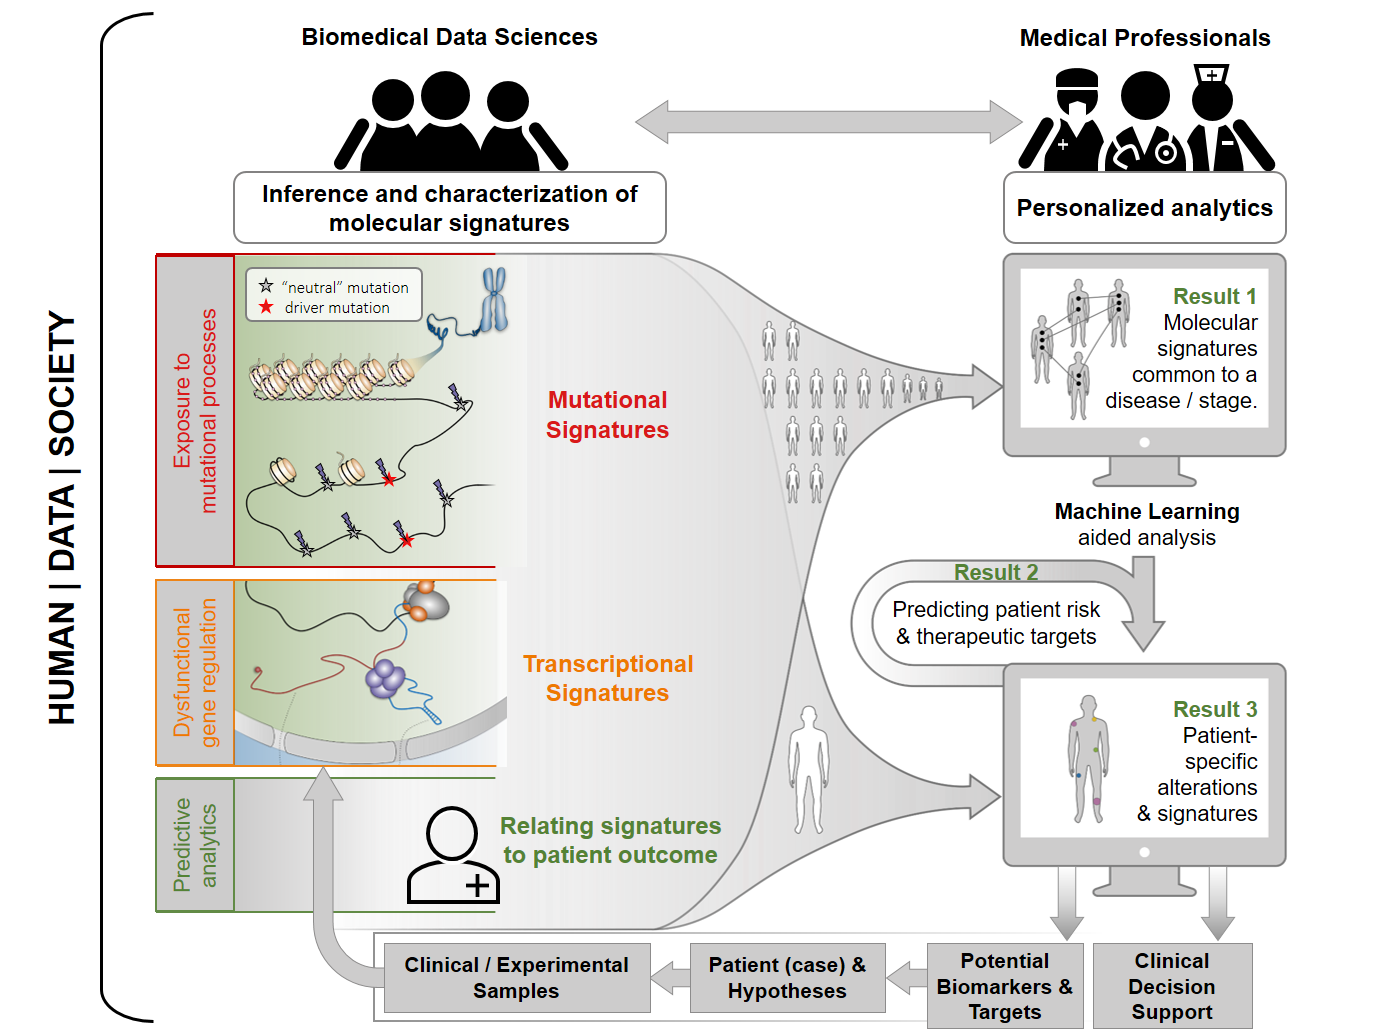 HUMAN | DATA | SOCIETY
Biomedical Data Sciences
Medical Professionals
Inference and characterization of
molecular signatures
Personalized analytics
Exposure to
mutational processes
"neutral" mutation
driver mutation
Mutational
Signatures
Result 1
Molecular
signatures
common to a
disease / stage.
Machine Learning
aided analysis
Result 2
Predicting patient risk
& therapeutic targets
Dysfunctional
gene regulation
Transcriptional
Signatures
Result 3
Patient-
specific
alterations
& signatures
Predictive
analytics
Relating signatures
to patient outcome
Clinical / Experimental
Samples
Patient (case) &
Hypotheses
Potential
Biomarkers &
Targets
Clinical
Decision
Support